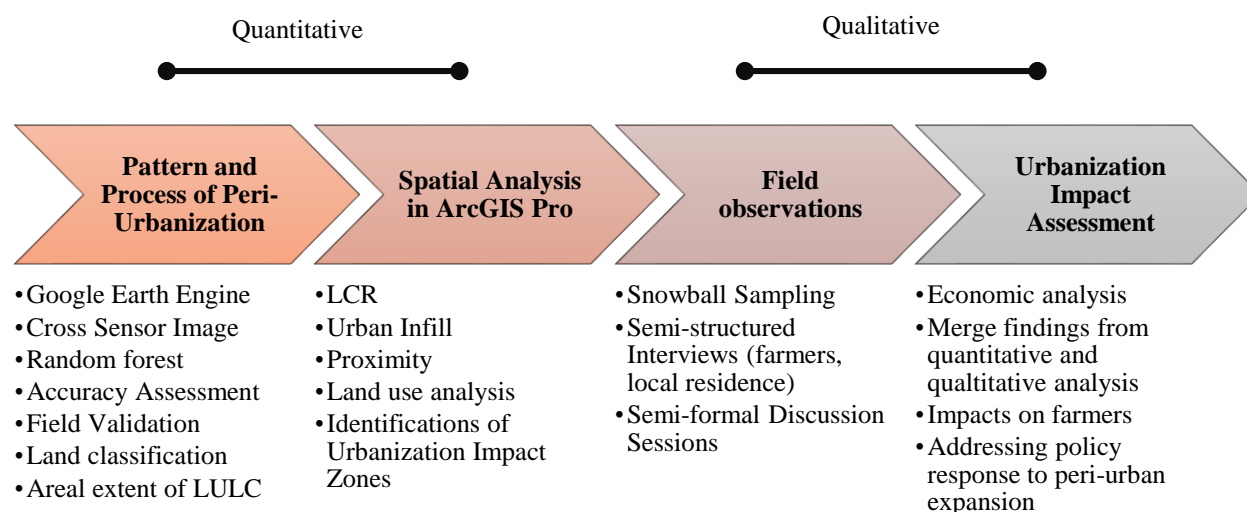 Quantitative
Qualitative
Pattern and
Process of Peri-
Urbanization
Spatial Analysis
in ArcGIS Pro
Field
observations
Urbanization
Impact
Assessment
•Google Earth Engine
•Cross Sensor Image
•Random forest
•Accuracy Assessment
•Field Validation
•Land classification
•Areal extent of LULC
•LCR
•Urban Infill
•Proximity
•Land use analysis
•Identifications of
Urbanization Impact
Zones
•Snowball Sampling
•Semi-structured
Interviews (farmers,
local residence)
•Semi-formal Discussion
Sessions
•Economic analysis
•Merge findings from
quantitative and
qualtitative analysis
•Impacts on farmers
•Addressing policy
response to peri-urban
expansion